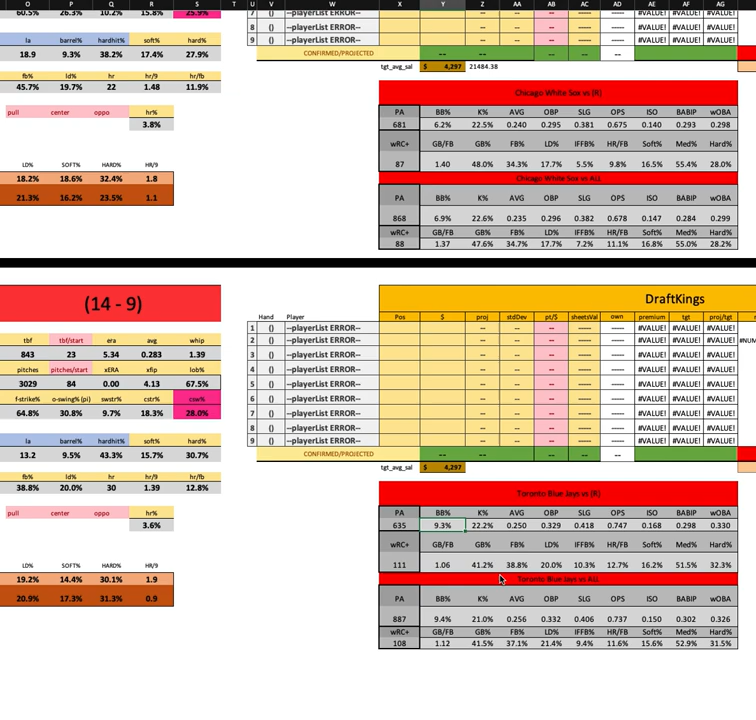 O P Q R S T U V W X Y Z AA AB AC AD AE AF AG
60.5% 26.3% 10.2% 15.8% 25.9% 7 () --playerList ERROR-- -- -- -- ----- ----- #VALUE! #VALUE! #VALUE!
8 () --playerList ERROR-- -- -- -- ----- ----- #VALUE! #VALUE! #VALUE!
la barrel% hardhit% soft% hard% 9 () --playerList ERROR-- -- -- -- ----- ----- #VALUE! #VALUE! #VALUE!
18.9 9.3% 38.2% 17.4% 27.9% CONFIRMED/PROJECTED -- -- --
tgt_avg_sal $ 4,297 21484.38
fb% ld% hr hr/9 hr/fb
45.7% 19.7% 22 1.48 11.9%
Chicago White Sox vs (R)
pull center oppo hr% PA BB% K% AVG OBP SLG OPS ISO BABIP wOBA
3.8% 681 6.2% 22.5% 0.240 0.295 0.381 0.675 0.140 0.293 0.298
wRC+ GB/FB GB% FB% LD% IFFB% HR/FB Soft% Med% Hard%
LD% SOFT% HARD% HR/9 87 1.40 48.0% 34.3% 17.7% 5.5% 9.8% 16.5% 55.4% 28.0%
18.2% 18.6% 32.4% 1.8 Chicago White Sox vs ALL
21.3% 16.2% 23.5% 1.1 PA BB% K% AVG OBP SLG OPS ISO BABIP wOBA
868 6.9% 22.6% 0.235 0.296 0.382 0.678 0.147 0.284 0.299
wRC+ GB/FB GB% FB% LD% IFFB% HR/FB Soft% Med% Hard%
88 1.37 47.6% 34.7% 17.7% 7.2% 11.1% 16.8% 55.0% 28.2%
(14 - 9) DraftKings
Hand Player Pos $ proj stdDev pt/$ sheetsVal own premium tgt proj/tgt
1 () --playerList ERROR-- -- -- -- ----- ----- #VALUE! #VALUE! #VALUE!
tbf tbf/start era avg whip 2 () --playerList ERROR-- -- -- -- ----- ----- #VALUE! #VALUE! #VALUE! #NUM
843 23 5.34 0.283 1.39 3 () --playerList ERROR-- -- -- -- ----- ----- #VALUE! #VALUE! #VALUE!
pitches pitches/start xERA xfip lob% 4 () --playerList ERROR-- -- -- -- ----- ----- #VALUE! #VALUE! #VALUE!
3029 84 0.00 4.13 67.5% 5 () --playerList ERROR-- -- -- -- ----- ----- #VALUE! #VALUE! #VALUE!
f-strike% o-swing% (pi) swstr% cstr% csw% 6 () --playerList ERROR-- -- -- -- ----- ----- #VALUE! #VALUE! #VALUE!
64.8% 30.8% 9.7% 18.3% 28.0% 7 () --playerList ERROR-- -- -- -- ----- ----- #VALUE! #VALUE! #VALUE!
8 () --playerList ERROR-- -- -- -- ----- ----- #VALUE! #VALUE! #VALUE!
la barrel% hardhit% soft% hard% 9 () --playerList ERROR-- -- -- -- ----- ----- #VALUE! #VALUE! #VALUE!
13.2 9.5% 43.3% 15.7% 30.7% CONFIRMED/PROJECTED -- -- --
tgt_avg_sal $ 4,297
fb% ld% hr hr/9 hr/fb
38.8% 20.0% 30 1.39 12.8%
Toronto Blue Jays vs (R)
pull center oppo hr% PA BB% K% AVG OBP SLG OPS ISO BABIP wOBA
3.6% 635 9.3% 22.2% 0.250 0.329 0.418 0.747 0.168 0.298 0.330
wRC+ GB/FB GB% FB% LD% IFFB% HR/FB Soft% Med% Hard%
LD% SOFT% HARD% HR/9 111 1.06 41.2% 38.8% 20.0% 10.3% 12.7% 16.2% 51.5% 32.3%
19.2% 14.4% 30.1% 1.9 Toronto Blue Jays vs ALL
20.9% 17.3% 31.3% 0.9 PA BB% K% AVG OBP SLG OPS ISO BABIP wOBA
887 9.4% 21.0% 0.256 0.332 0.406 0.737 0.150 0.302 0.326
wRC+ GB/FB GB% FB% LD% IFFB% HR/FB Soft% Med% Hard%
108 1.12 41.5% 37.1% 21.4% 9.4% 11.6% 15.6% 52.9% 31.5%